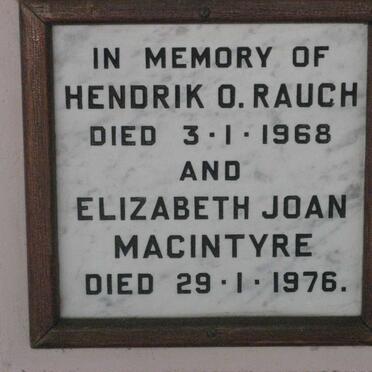 IN MEMORY OF
HENDRIK O. RAUCH
DIED 3·1·1968
AND
ELIZABETH JOAN
MACINTYRE
DIED 29·1·1976.